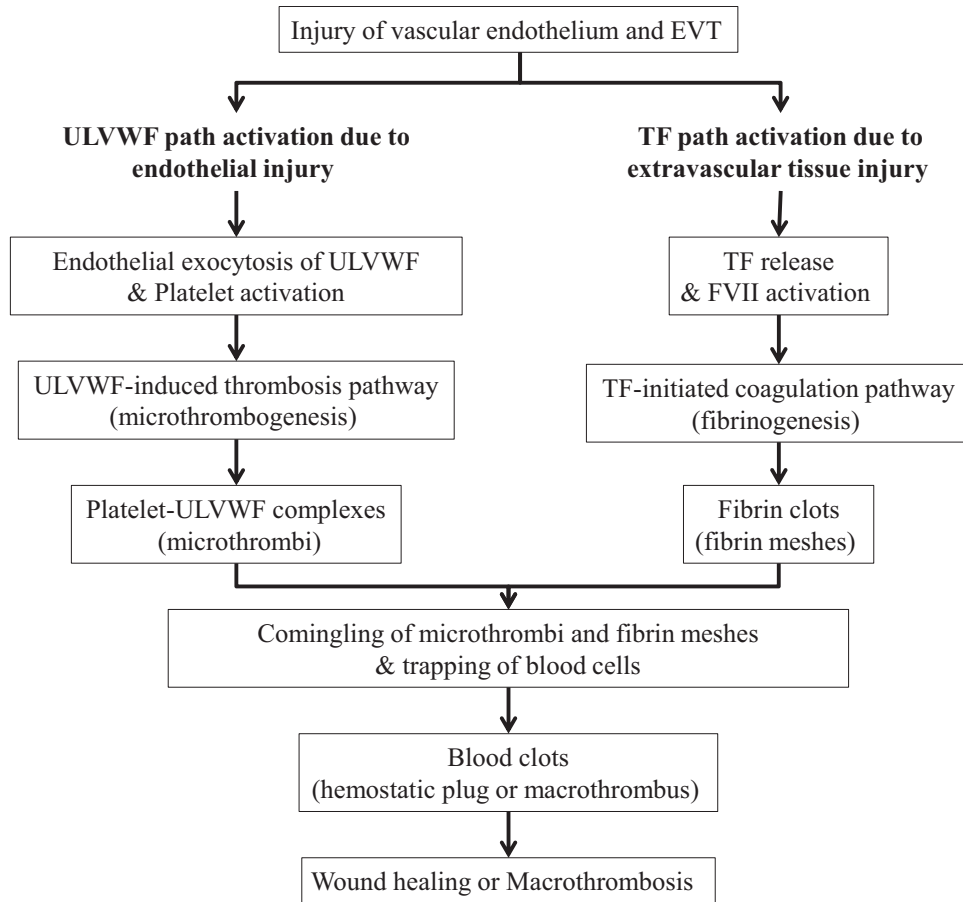 Injury of vascular endothelium and EVT
ULVWF path activation due to
endothelial injury
TF path activation due to
extravascular tissue injury
Endothelial exocytosis of ULVWF
& Platelet activation
TF release
& FVII activation
ULVWF-induced thrombosis pathway
(microthrombogenesis)
TF-initiated coagulation pathway
(fibrinogenesis)
Platelet-ULVWF complexes
(microthrombi)
Fibrin clots
(fibrin meshes)
Comingling of microthrombi and fibrin meshes
& trapping of blood cells
Blood clots
(hemostatic plug or macrothrombus)
Wound healing or Macrothrombosis